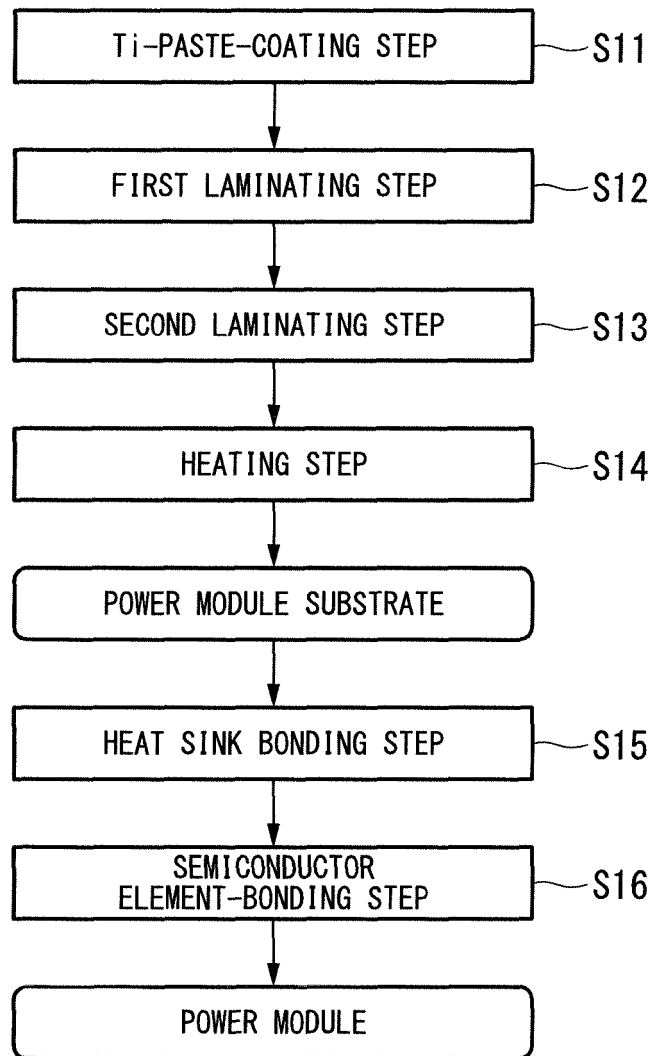 Ti-PASTE-COATING STEP S11
FIRST LAMINATING STEP S12
SECOND LAMINATING STEP S13
HEATING STEP S14
POWER MODULE SUBSTRATE
HEAT SINK BONDING STEP S15
SEMICONDUCTOR
ELEMENT-BONDING STEP S16
POWER MODULE